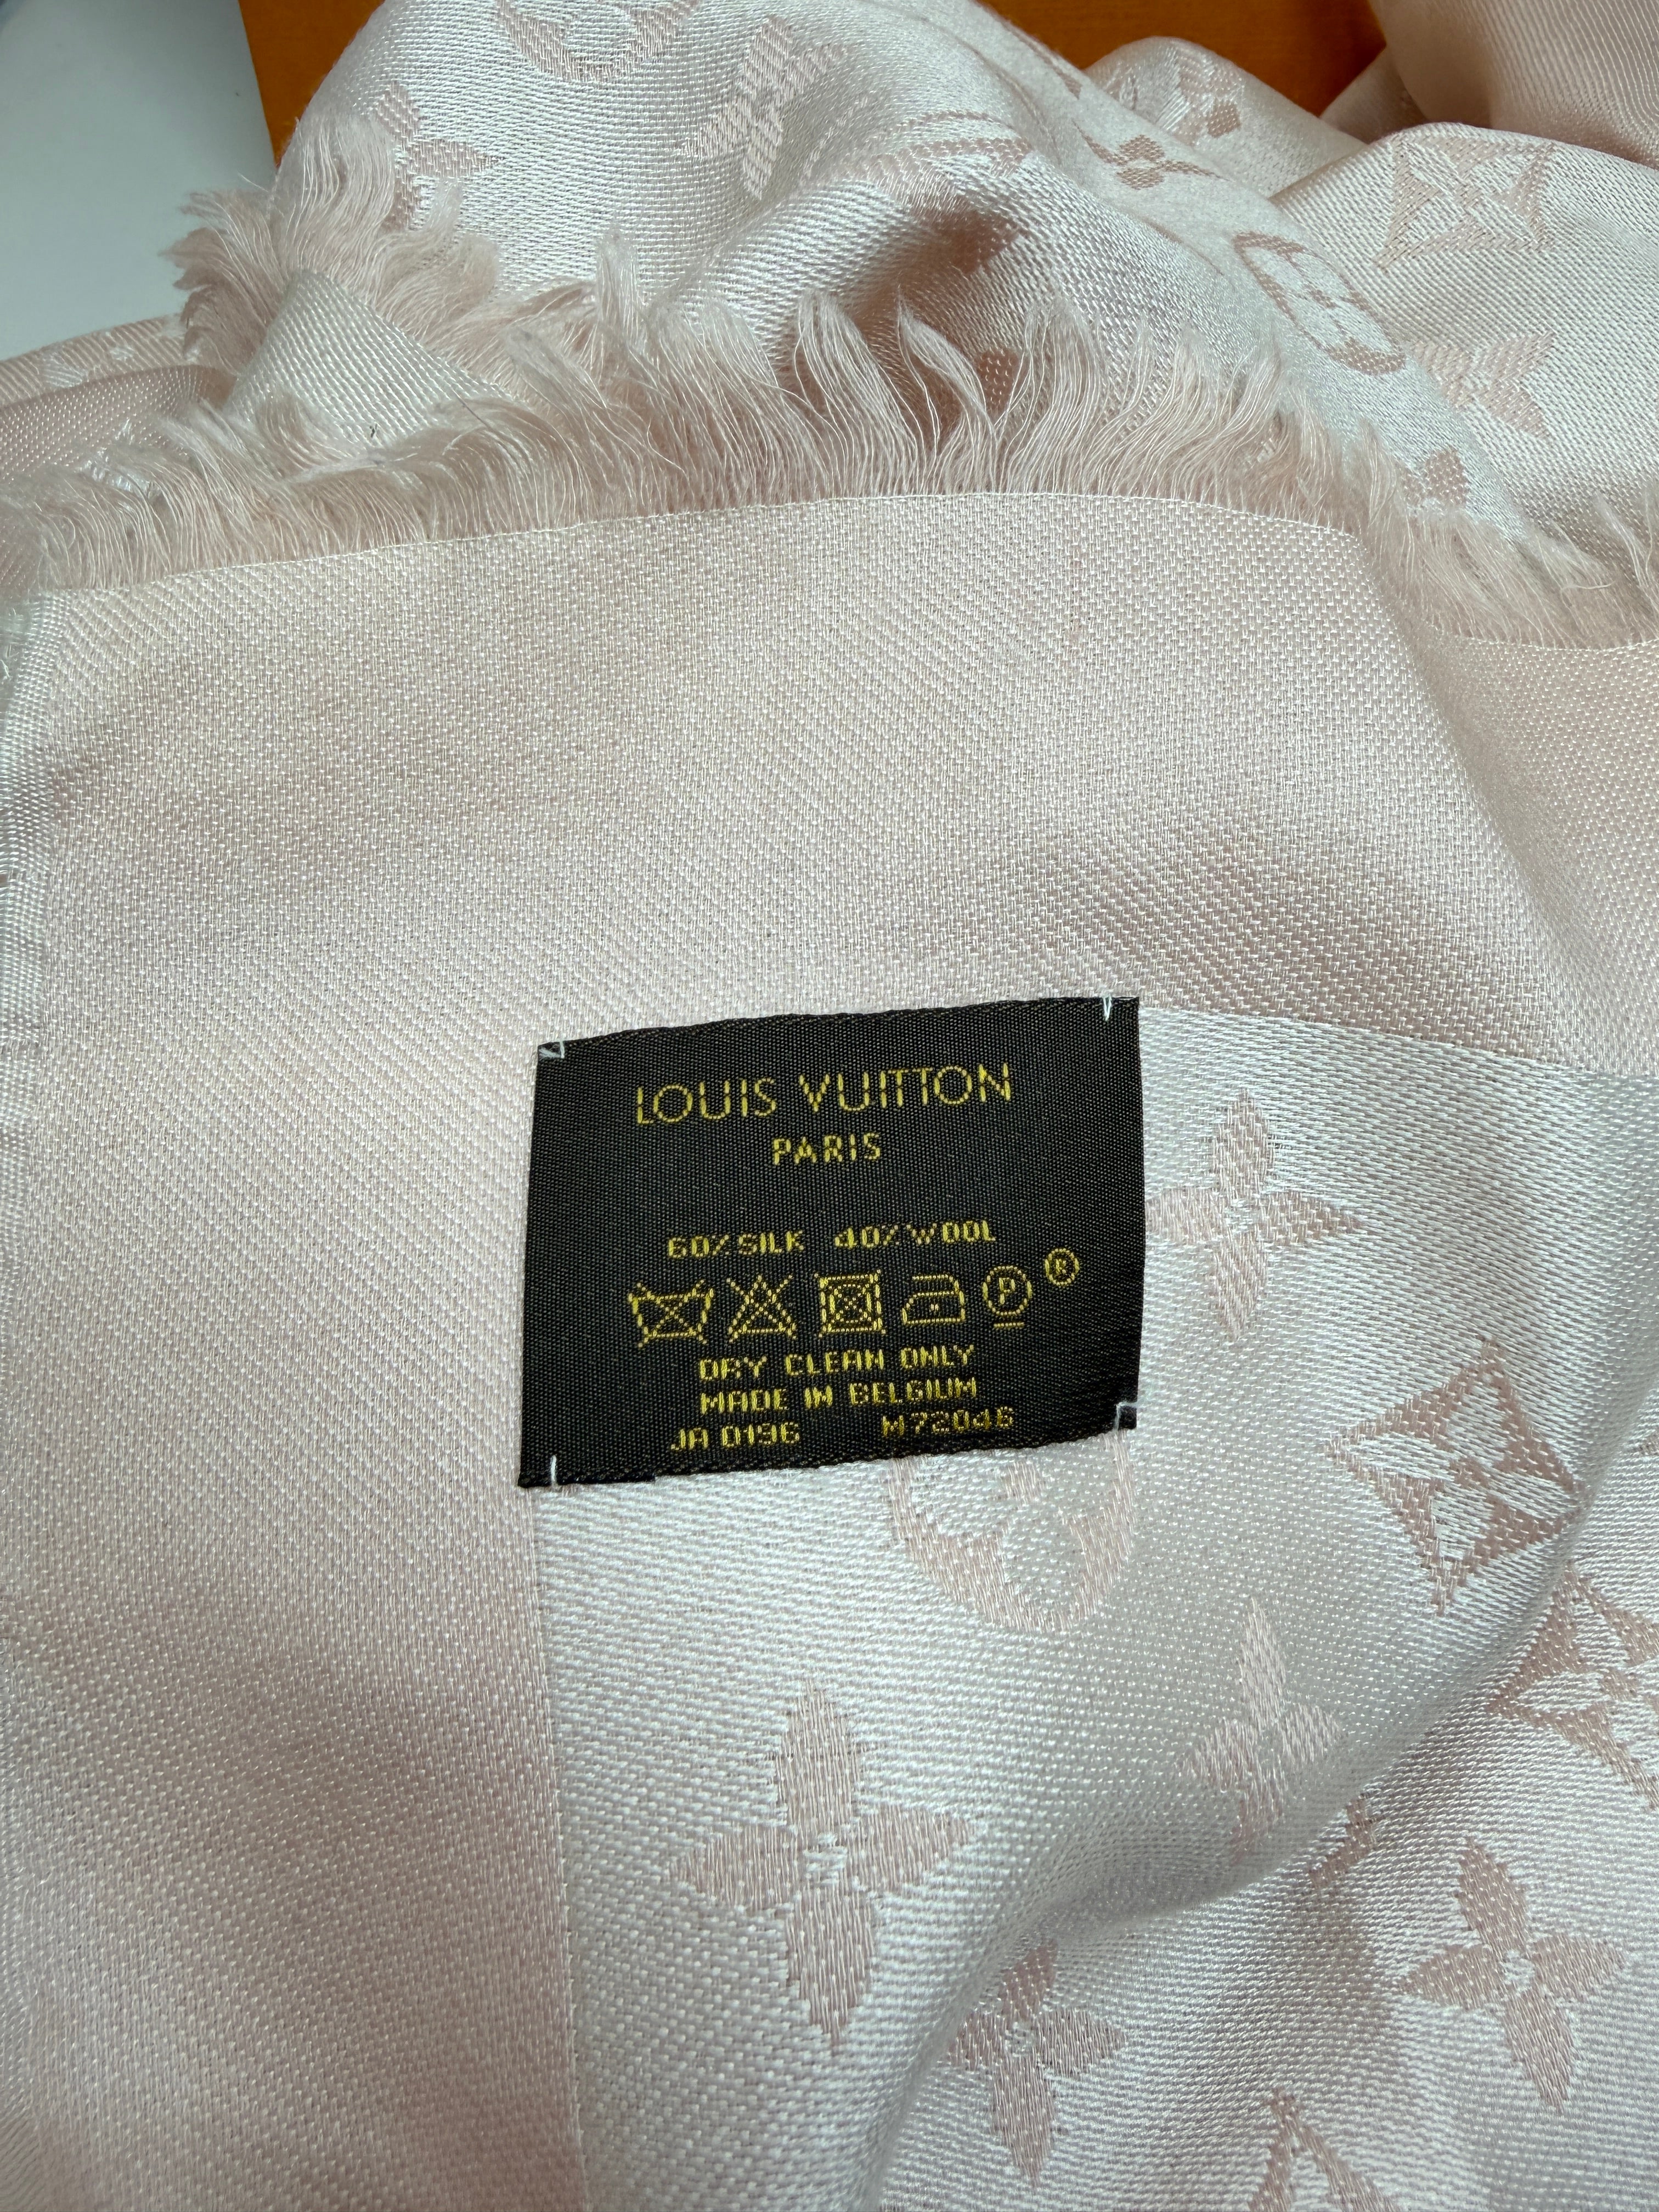 LOUIS VUITTON
PARIS
60% SILK 40% WOOL
P ®
DRY CLEAN ONLY
MADE IN BELGIUM
JA 0196 M72046